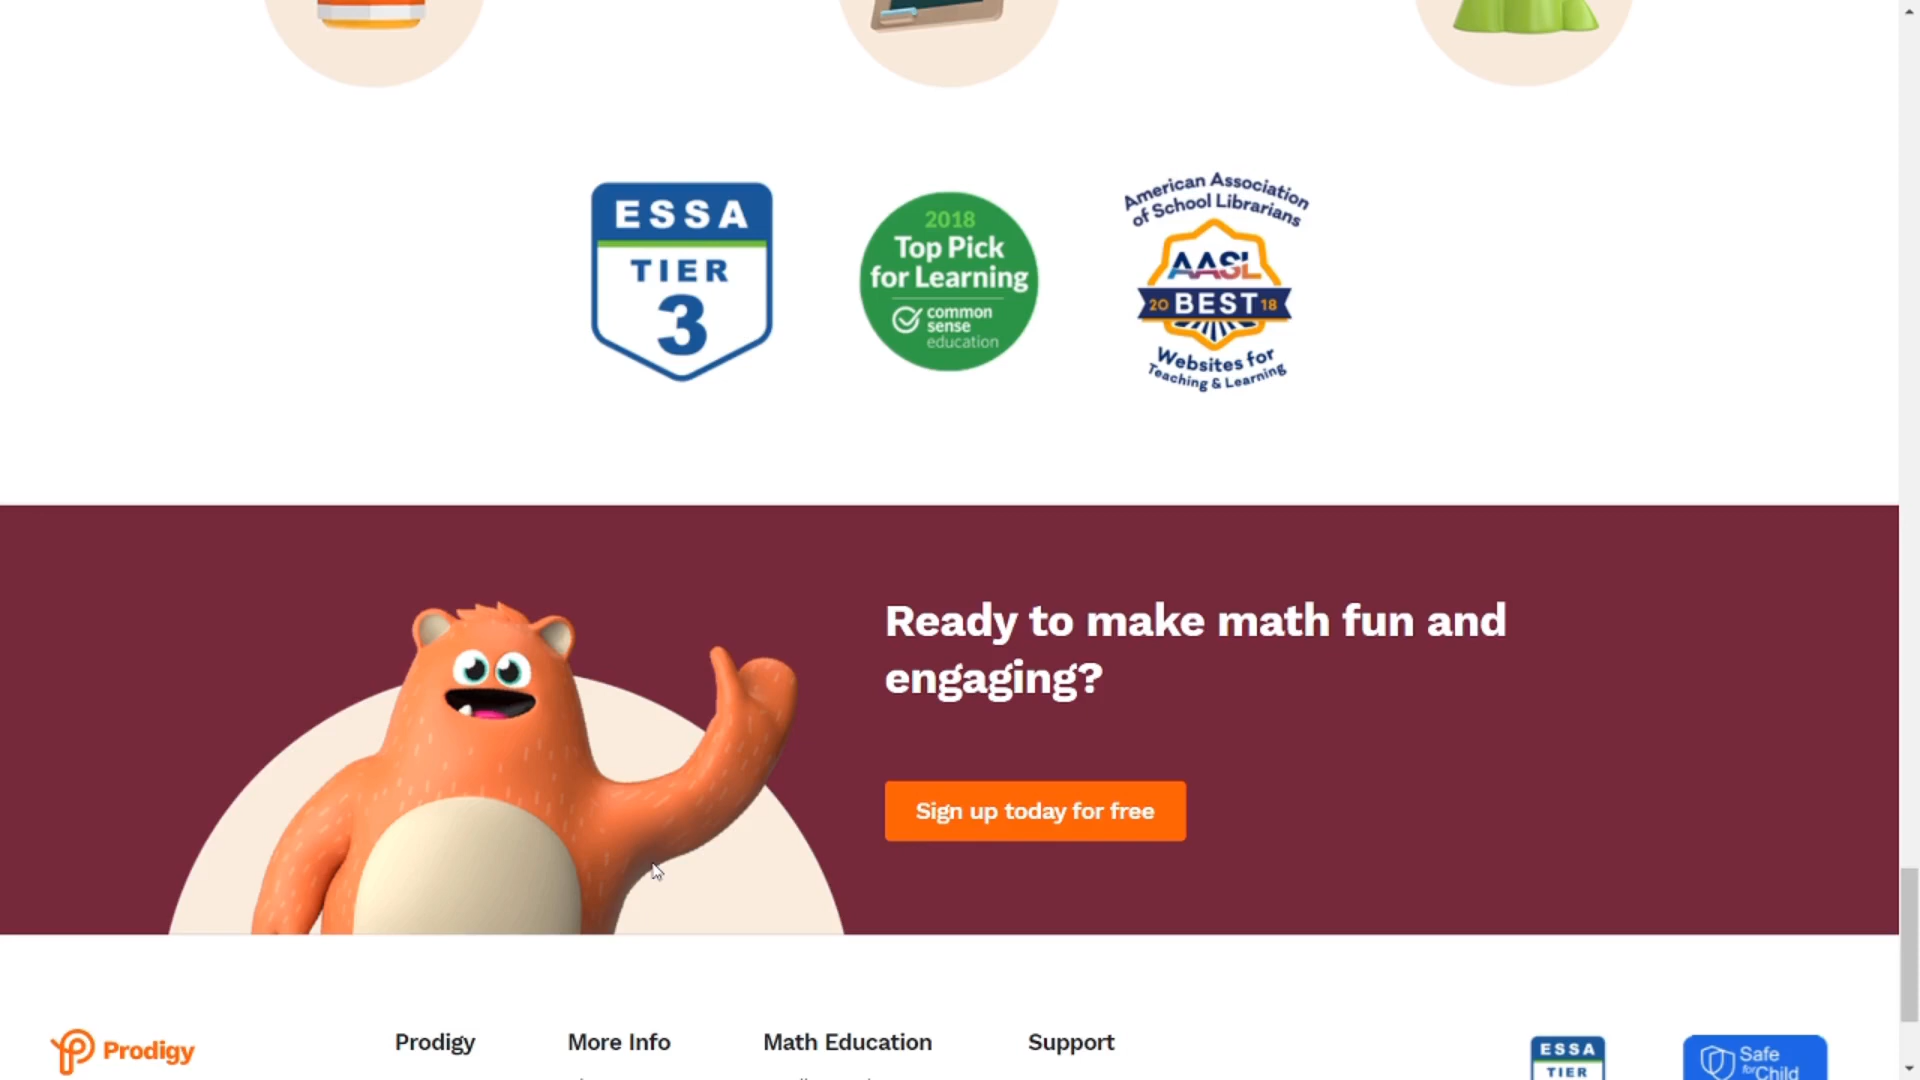 ESSA
TIER
3
2018
Top Pick
for Learning
common
sense
education
American Association
of School Librarians
AASL
20 BEST 18
Websites for
Teaching & Learning
Ready to make math fun and
engaging?
Sign up today for free
Prodigy
Prodigy
More Info
Math Education
Support
ESSA
TIER
Safe
for Child